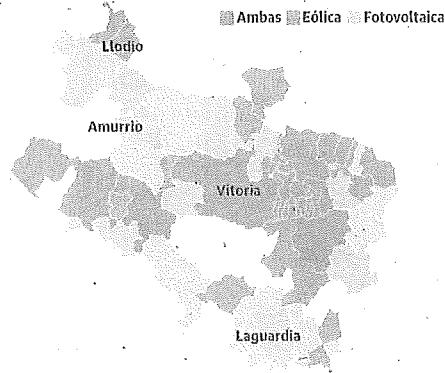 Ambas Eólica Fotovoltaica
Llodio
Amurrio
Vitoria
Laguardia